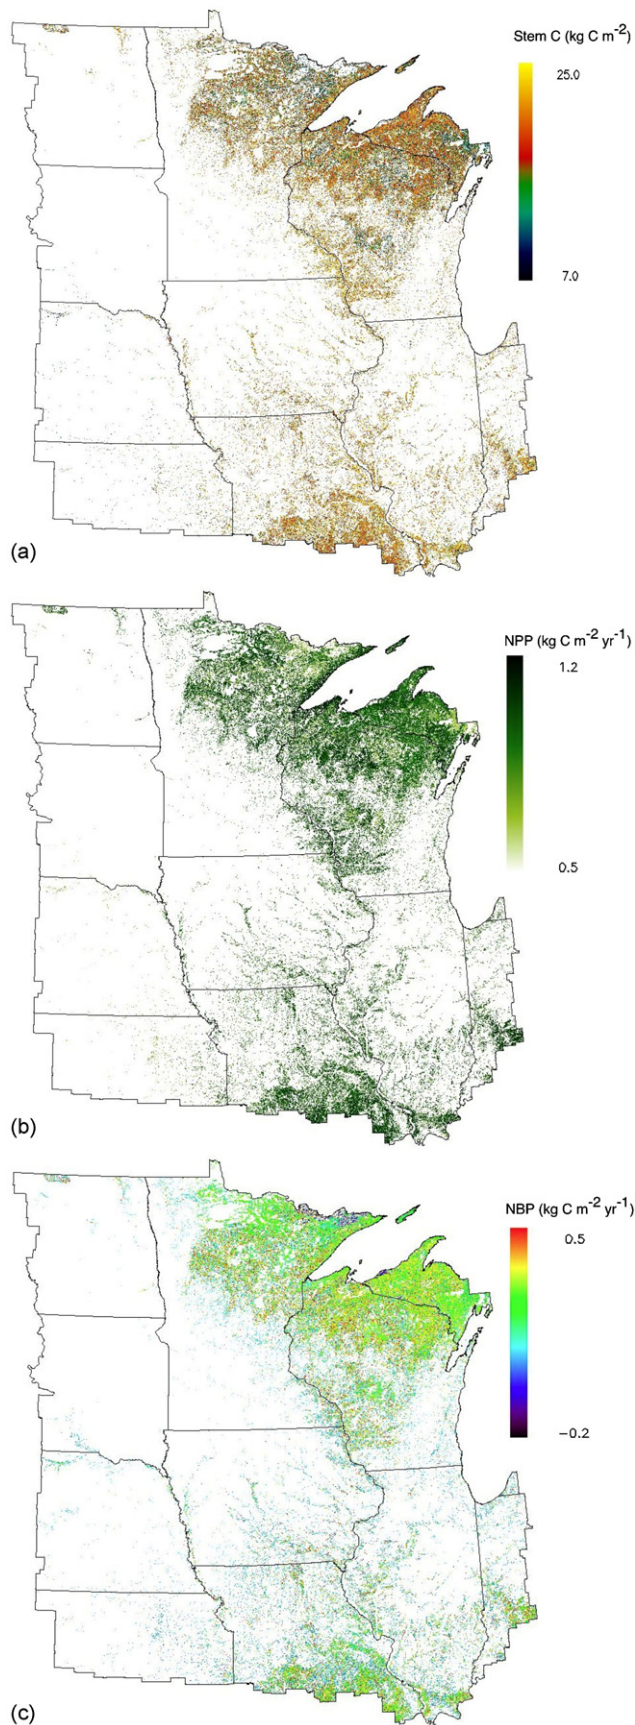 Stem C (kg C m⁻²)
25.0
7.0
(a)
NPP (kg C m⁻² yr⁻¹)
1.2
0.5
(b)
NBP (kg C m⁻² yr⁻¹)
0.5
−0.2
(c)